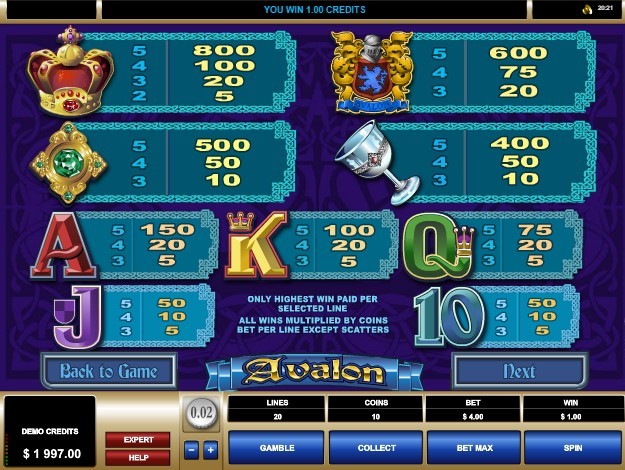 YOU WIN 1.00 CREDITS
20:21
5 800
4 100
3 20
2 5
5 600
4 75
3 20
5 500
4 50
3 10
5 400
4 50
3 10
A
5 150
4 20
3 5
K
5 100
4 20
3 5
Q
5 75
4 20
3 5
J
5 50
4 10
3 5
ONLY HIGHEST WIN PAID PER
SELECTED LINE
ALL WINS MULTIPLIED BY COINS
BET PER LINE EXCEPT SCATTERS
10
5 50
4 10
3 5
Back to Game
Avalon
Next
DEMO CREDITS
$ 1 997.00
EXPERT
HELP
0.02
− +
LINES
20
COINS
10
BET
$ 4.00
WIN
$ 1.00
GAMBLE
COLLECT
BET MAX
SPIN